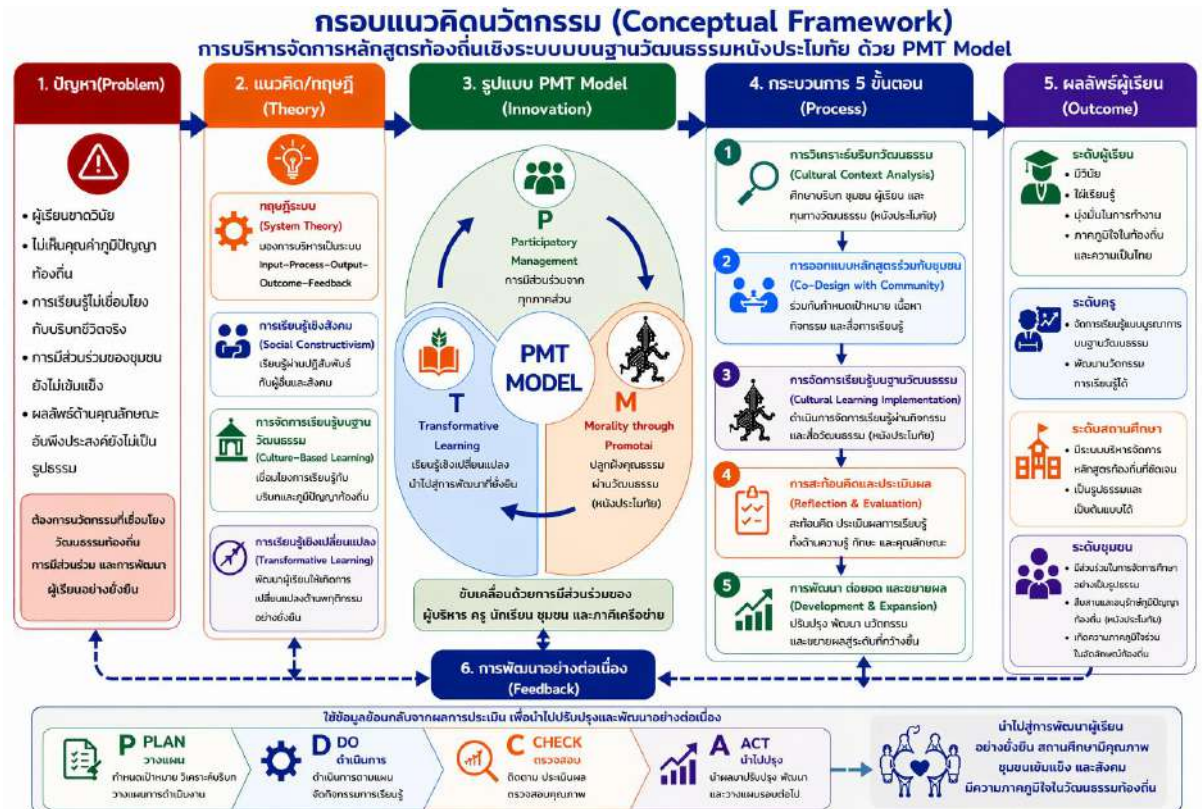 กรอบแนวคิดนวัตกรรม (Conceptual Framework)
การบริหารจัดการหลักสูตรท้องถิ่นเชิงระบบบนฐานวัฒนธรรมหนังประโมทัย ด้วย PMT Model
1. ปัญหา(Problem)
• ผู้เรียนขาดวินัย
• ไม่เห็นคุณค่าภูมิปัญญา
ท้องถิ่น
• การเรียนรู้ไม่เชื่อมโยง
กับบริบทชีวิตจริง
• การมีส่วนร่วมของชุมชน
ยังไม่เข้มแข็ง
• ผลลัพธ์ด้านคุณลักษณะ
อันพึงประสงค์ยังไม่เป็น
รูปธรรม
ต้องการนวัตกรรมที่เชื่อมโยง
วัฒนธรรมท้องถิ่น
การมีส่วนร่วม และการพัฒนา
ผู้เรียนอย่างยั่งยืน
2. แนวคิด/ทฤษฎี
(Theory)
ทฤษฎีระบบ
(System Theory)
มองการบริหารเป็นระบบ
Input–Process–Output–
Outcome–Feedback
การเรียนรู้เชิงสังคม
(Social Constructivism)
เรียนรู้ผ่านปฏิสัมพันธ์
กับผู้อื่นและสังคม
การจัดการเรียนรู้บนฐาน
วัฒนธรรม
(Culture-Based Learning)
เชื่อมโยงการเรียนรู้กับ
บริบทและภูมิปัญญาท้องถิ่น
การเรียนรู้เชิงเปลี่ยนแปลง
(Transformative Learning)
พัฒนาผู้เรียนให้เกิดการ
เปลี่ยนแปลงด้านพฤติกรรม
อย่างยั่งยืน
3. รูปแบบ PMT Model
(Innovation)
P
Participatory
Management
การมีส่วนร่วมจาก
ทุกภาคส่วน
PMT
MODEL
T
Transformative
Learning
เรียนรู้เชิงเปลี่ยนแปลง
นำไปสู่การพัฒนาที่ยั่งยืน
M
Morality through
Promotai
ปลูกฝังคุณธรรม
ผ่านวัฒนธรรม
(หนังประโมทัย)
ขับเคลื่อนด้วยการมีส่วนร่วมของ
ผู้บริหาร ครู นักเรียน ชุมชน และภาคีเครือข่าย
4. กระบวนการ 5 ขั้นตอน
(Process)
1
การวิเคราะห์บริบทวัฒนธรรม
(Cultural Context Analysis)
ศึกษาบริบท ชุมชน ผู้เรียน และ
ทุนทางวัฒนธรรม (หนังประโมทัย)
2
การออกแบบหลักสูตรร่วมกับชุมชน
(Co-Design with Community)
ร่วมกันกำหนดเป้าหมาย เนื้อหา
กิจกรรม และสื่อการเรียนรู้
3
การจัดการเรียนรู้บนฐานวัฒนธรรม
(Cultural Learning Implementation)
ดำเนินการจัดการเรียนรู้ผ่านกิจกรรม
และสื่อวัฒนธรรม (หนังประโมทัย)
4
การสะท้อนคิดและประเมินผล
(Reflection & Evaluation)
สะท้อนคิด ประเมินผลการเรียนรู้
ทั้งด้านความรู้ ทักษะ และคุณลักษณะ
5
การพัฒนา ต่อยอด และขยายผล
(Development & Expansion)
ปรับปรุง พัฒนา นวัตกรรม
และขยายผลสู่ระดับที่กว้างขึ้น
5. ผลลัพธ์ผู้เรียน
(Outcome)
ระดับผู้เรียน
• มีวินัย
• ใฝ่เรียนรู้
• มุ่งมั่นในการทำงาน
• ภาคภูมิใจในท้องถิ่น
และความเป็นไทย
ระดับครู
• จัดการเรียนรู้แบบบูรณาการ
บนฐานวัฒนธรรม
• พัฒนานวัตกรรม
การเรียนรู้ได้
ระดับสถานศึกษา
• มีระบบบริหารจัดการ
หลักสูตรท้องถิ่นที่ชัดเจน
• เป็นรูปธรรมและ
เป็นต้นแบบได้
ระดับชุมชน
• มีส่วนร่วมในการจัดการศึกษา
อย่างเป็นรูปธรรม
• สืบสานและอนุรักษ์ภูมิปัญญา
ท้องถิ่น (หนังประโมทัย)
• เกิดความภาคภูมิใจร่วม
ในอัตลักษณ์ท้องถิ่น
6. การพัฒนาอย่างต่อเนื่อง
(Feedback)
ใช้ข้อมูลย้อนกลับจากผลการประเมิน เพื่อนำไปปรับปรุงและพัฒนาอย่างต่อเนื่อง
P PLAN
วางแผน
กำหนดเป้าหมาย วิเคราะห์บริบท
วางแผนการดำเนินงาน
D DO
ดำเนินการ
ดำเนินการตามแผน
จัดกิจกรรมการเรียนรู้
C CHECK
ตรวจสอบ
ติดตาม ประเมินผล
ตรวจสอบคุณภาพ
A ACT
นำไปปรุง
นำผลมาปรับปรุง พัฒนา
และวางแผนรอบต่อไป
นำไปสู่การพัฒนาผู้เรียน
อย่างยั่งยืน สถานศึกษามีคุณภาพ
ชุมชนเข้มแข็ง และสังคม
มีความภาคภูมิใจในวัฒนธรรมท้องถิ่น